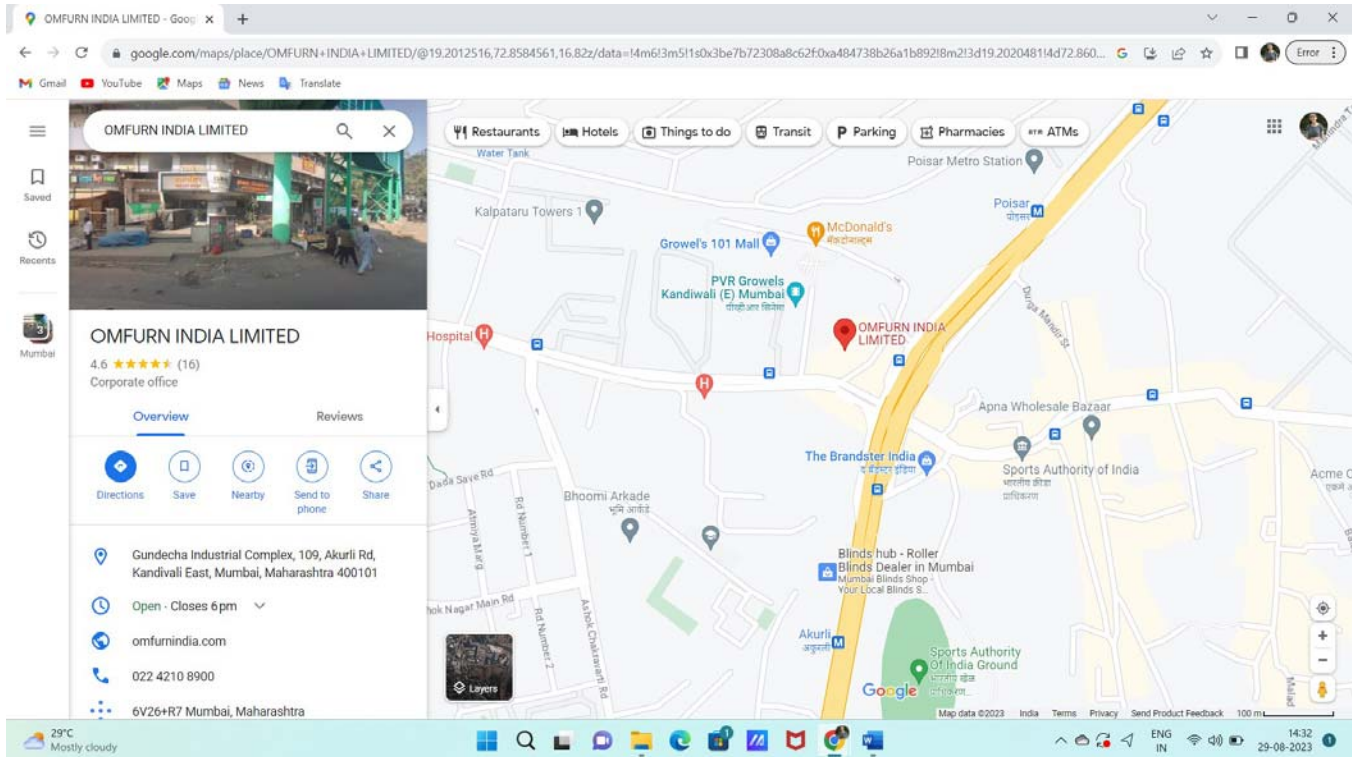 OMFURN INDIA LIMITED - Goog
google.com/maps/place/OMFURN+INDIA+LIMITED/@19.2012516,72.8584561,16.82z/data=!4m6!3m5!1s0x3be7b72308a8c62f:0xa484738b26a1b892!8m2!3d19.2020481!4d72.860...
Error
Gmail
YouTube
Maps
News
Translate
OMFURN INDIA LIMITED
Saved
Recents
3
Mumbai
OMFURN INDIA LIMITED
4.6 (16)
Corporate office
Overview
Reviews
Directions
Save
Nearby
Send to
phone
Share
Gundecha Industrial Complex, 109, Akurli Rd,
Kandivali East, Mumbai, Maharashtra 400101
Open · Closes 6 pm
omfurnindia.com
022 4210 8900
6V26+R7 Mumbai, Maharashtra
Restaurants
Hotels
Things to do
Transit
P Parking
Pharmacies
ATMs
Water Tank
Poisar Metro Station
Kalpataru Towers 1
Poisar
पोइसर
M
McDonald's
मॅकडोनाल्ड्स
Growel's 101 Mall
PVR Growels
Kandiwali (E) Mumbai
पीव्हीआर सिनेमा
Durga Mandir St
OMFURN INDIA
LIMITED
Hospital
H
H
Apna Wholesale Bazaar
The Brandster India
द ब्रँडस्टर इंडिया
Sports Authority of India
भारतीय क्रीडा
प्राधिकरण
Acme
Dada Save Rd
Bhoomi Arkade
भूमि आर्केड
Atmiya Marg
Rd Number 1
Blinds hub - Roller
Blinds Dealer in Mumbai
Mumbai Blinds Shop -
Your Local Blinds S...
Nagar Main Rd
Rd Number 2
Ashok Chakravarti Rd
Akurli
M
Sports Authority
Of India Ground
भारतीय खेल
Malad
Layers
Google
Map data ©2023 India Terms Privacy Send Product Feedback 100 m
29°C
Mostly cloudy
ENG
IN
14:32
29-08-2023